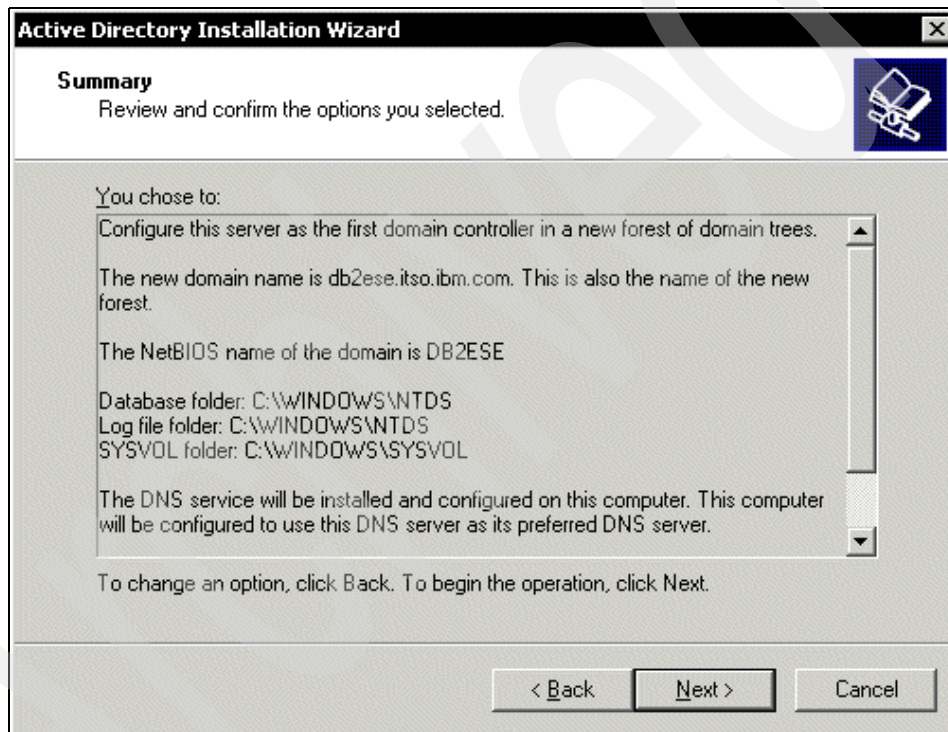 Active Directory Installation Wizard
Summary
Review and confirm the options you selected.
You chose to:
Configure this server as the first domain controller in a new forest of domain trees.
The new domain name is db2ese.itso.ibm.com. This is also the name of the new
forest.
The NetBIOS name of the domain is DB2ESE
Database folder: C:\WINDOWS\NTDS
Log file folder: C:\WINDOWS\NTDS
SYSVOL folder: C:\WINDOWS\SYSVOL
The DNS service will be installed and configured on this computer. This computer
will be configured to use this DNS server as its preferred DNS server.
To change an option, click Back. To begin the operation, click Next.
< Back
Next >
Cancel